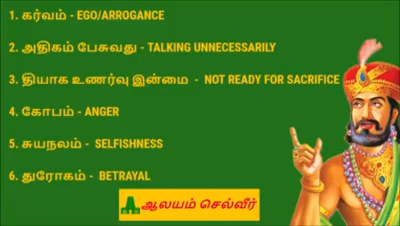 1. கர்வம் - EGO/ARROGANCE
2. அதிகம் பேசுவது - TALKING UNNECESSARILY
3. தியாக உணர்வு இன்மை - NOT READY FOR SACRIFICE
4. கோபம் - ANGER
5. சுயநலம் - SELFISHNESS
6. துரோகம் - BETRAYAL
ஆலயம் செல்வீர்